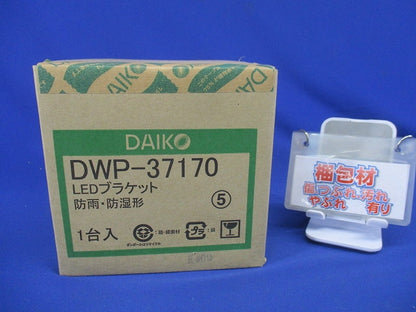 DAIKO
DWP-37170
LEDブラケット
防雨・防湿形
⑤
1台入
梱包材
傷つぶれ汚れ
やぶれ 有り